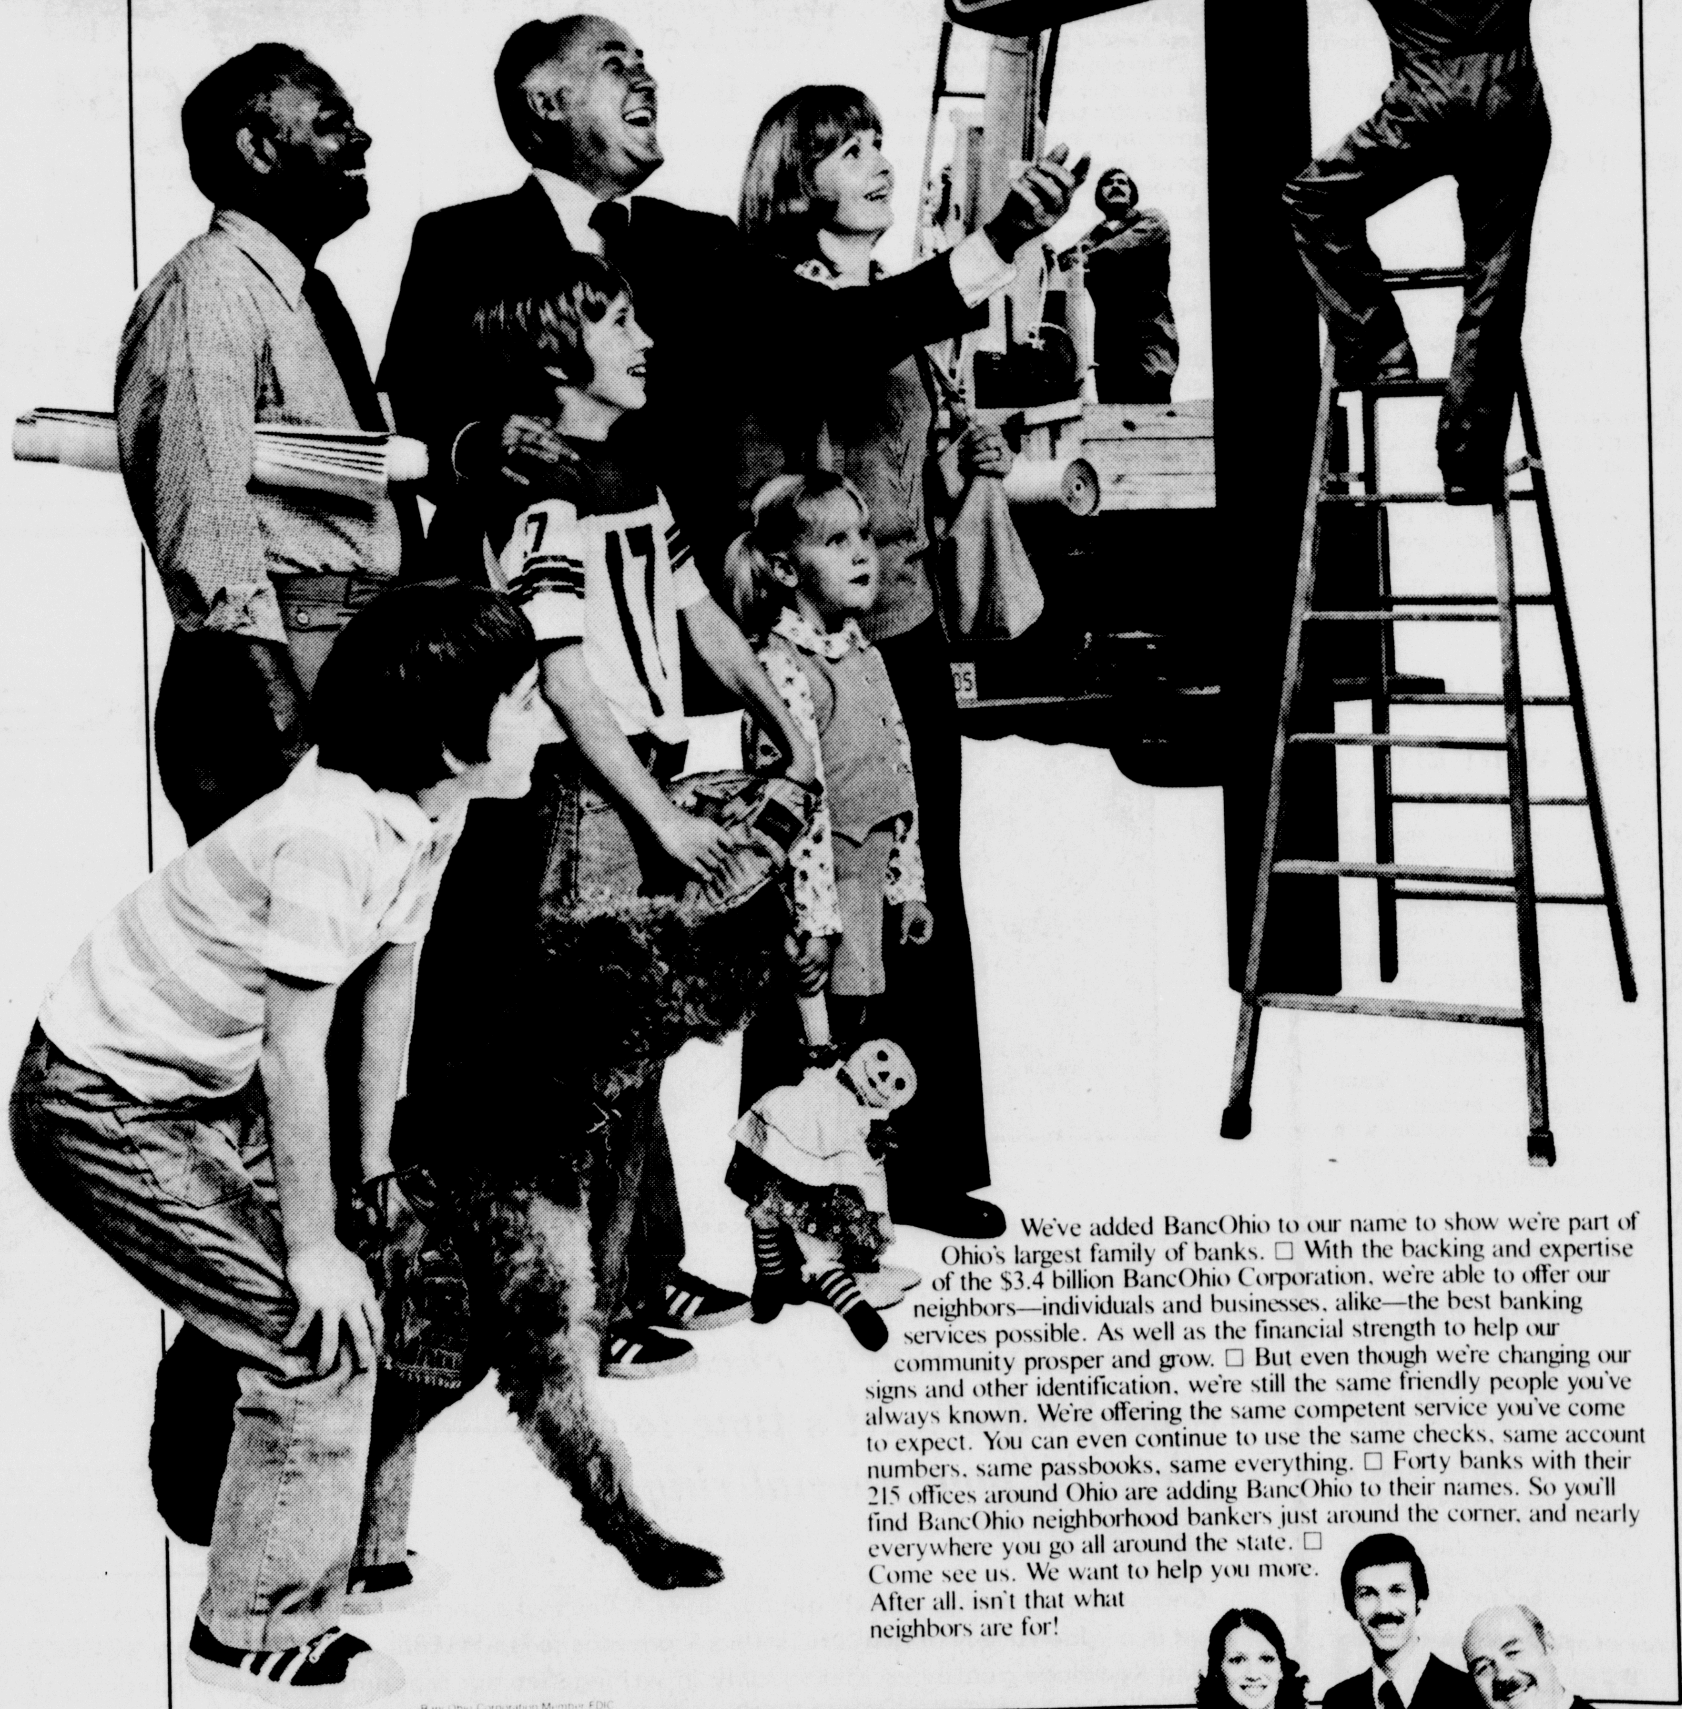 17
7
05
We've added BancOhio to our name to show we're part of
Ohio's largest family of banks. □ With the backing and expertise
of the $3.4 billion BancOhio Corporation, we're able to offer our
neighbors—individuals and businesses, alike—the best banking
services possible. As well as the financial strength to help our
community prosper and grow. □ But even though we're changing our
signs and other identification, we're still the same friendly people you've
always known. We're offering the same competent service you've come
to expect. You can even continue to use the same checks, same account
numbers, same passbooks, same everything. □ Forty banks with their
215 offices around Ohio are adding BancOhio to their names. So you'll
find BancOhio neighborhood bankers just around the corner, and nearly
everywhere you go all around the state. □
Come see us. We want to help you more.
After all, isn't that what
neighbors are for!
BancOhio Corporation Member FDIC